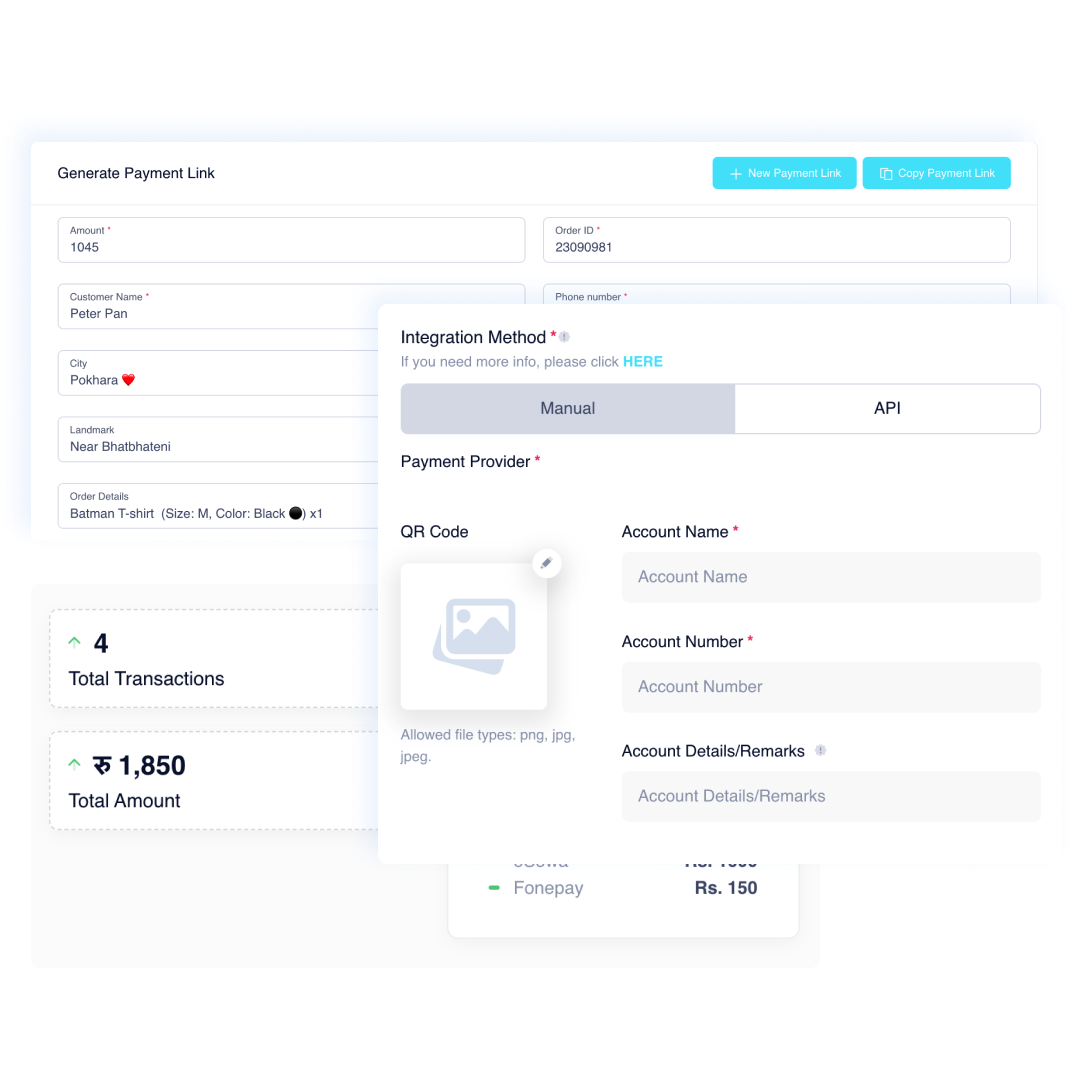 Generate Payment Link
New Payment Link
Copy Payment Link
Amount *
1045
Order ID *
23090981
Customer Name *
Peter Pan
Phone number *
City
Pokhara ❤️
Landmark
Near Bhatbhateni
Order Details
Batman T-shirt (Size: M, Color: Black ⚫) x1
Integration Method *
If you need more info, please click HERE
Manual
API
Payment Provider *
QR Code
Allowed file types: png, jpg,
jpeg.
Account Name *
Account Name
Account Number *
Account Number
Account Details/Remarks
Account Details/Remarks
4
Total Transactions
रु 1,850
Total Amount
Fonepay
Rs. 150